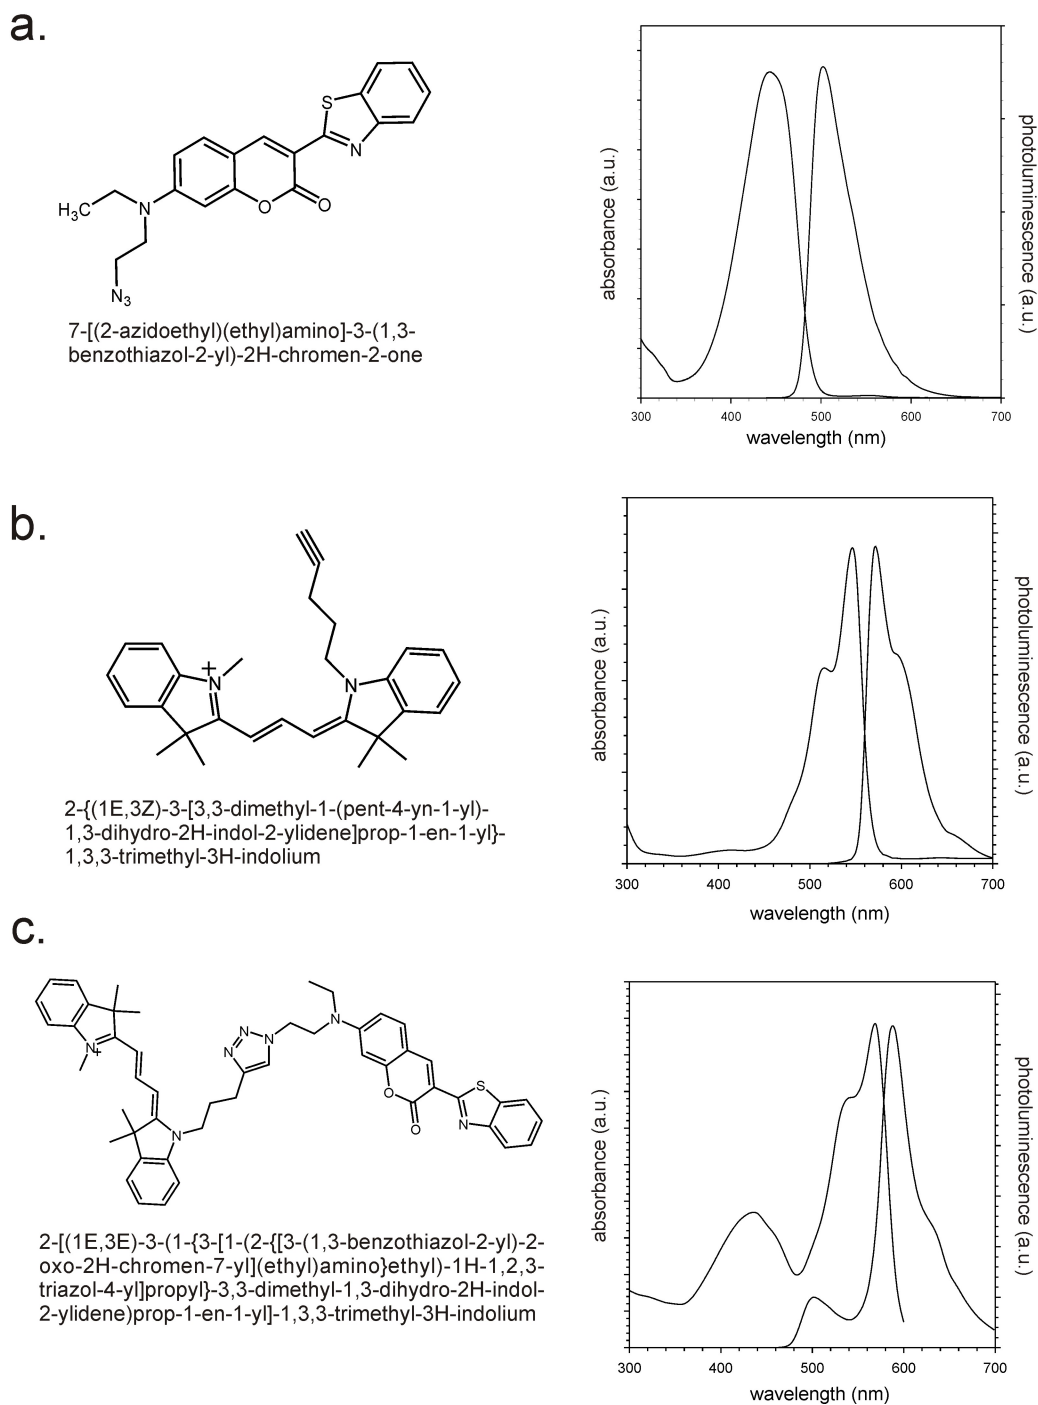 a.
S
N
O
O
N
H3C
N3
7-[(2-azidoethyl)(ethyl)amino]-3-(1,3-
benzothiazol-2-yl)-2H-chromen-2-one
absorbance (a.u.)
photoluminescence (a.u.)
300 400 500 600 700
wavelength (nm)
b.
+
N
N
2-{(1E,3Z)-3-[3,3-dimethyl-1-(pent-4-yn-1-yl)-
1,3-dihydro-2H-indol-2-ylidene]prop-1-en-1-yl}-
1,3,3-trimethyl-3H-indolium
absorbance (a.u.)
photoluminescence (a.u.)
300 400 500 600 700
wavelength (nm)
c.
N+
N
N
N
N
N
O
O
S
N
2-[(1E,3E)-3-(1-{3-[1-(2-{[3-(1,3-benzothiazol-2-yl)-2-
oxo-2H-chromen-7-yl](ethyl)amino}ethyl)-1H-1,2,3-
triazol-4-yl]propyl}-3,3-dimethyl-1,3-dihydro-2H-indol-
2-ylidene)prop-1-en-1-yl]-1,3,3-trimethyl-3H-indolium
absorbance (a.u.)
photoluminescence (a.u.)
300 400 500 600 700
wavelength (nm)